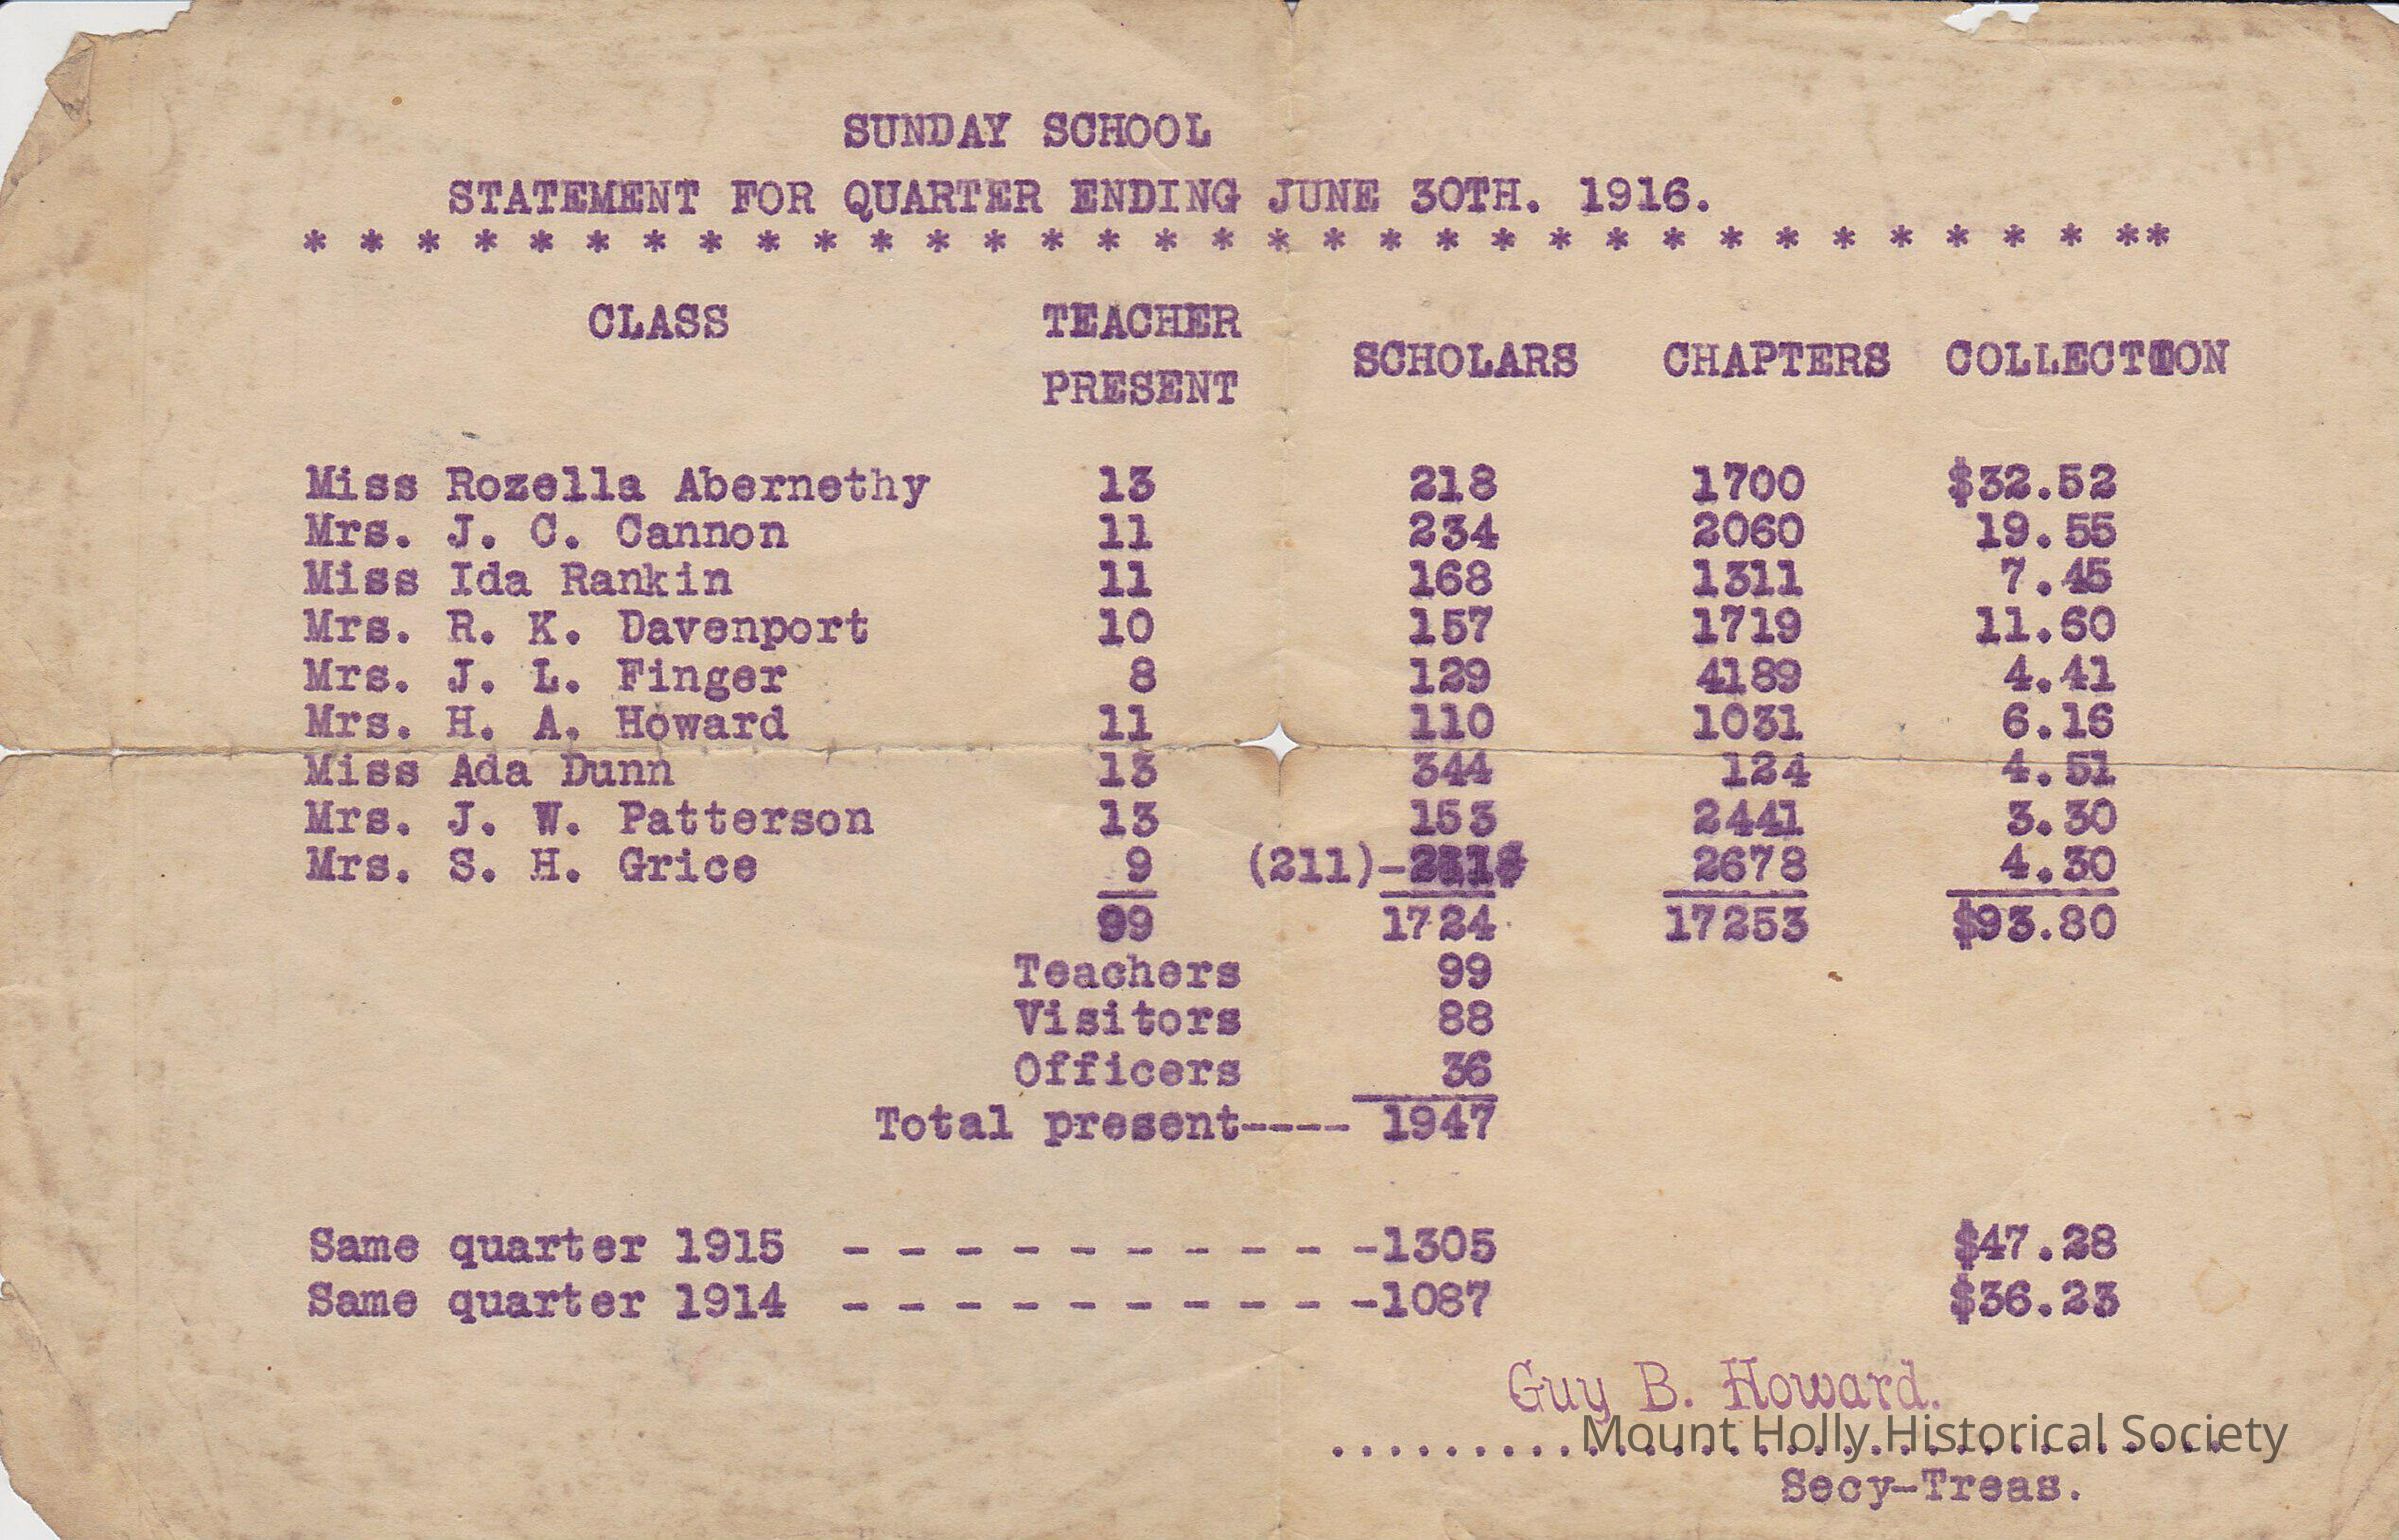 SUNDAY SCHOOL
STATEMENT FOR QUARTER ENDING JUNE 30TH. 1916.
* * * * * * * * * * * * * * * * * * * * * * * * * * * * * * * * **
CLASS TEACHER PRESENT SCHOLARS CHAPTERS COLLECTION
Miss Rozella Abernethy 13 218 1700 $32.52
Mrs. J. C. Cannon 11 234 2060 19.55
Miss Ida Rankin 11 168 1311 7.45
Mrs. R. K. Davenport 10 157 1719 11.60
Mrs. J. L. Finger 8 129 4189 4.41
Mrs. H. A. Howard 11 110 1031 6.16
Miss Ada Dunn 13 344 124 4.51
Mrs. J. W. Patterson 13 153 2441 3.30
Mrs. S. H. Grice 9 (211)- 2678 4.30
99 1724 17253 $93.80
Teachers 99
Visitors 88
Officers 36
Total present---- 1947
Same quarter 1915 - - - - - - - - - -1305 $47.28
Same quarter 1914 - - - - - - - - - -1087 $36.23
Guy B. Howard.
Mount Holly Historical Society
Secy-Treas.